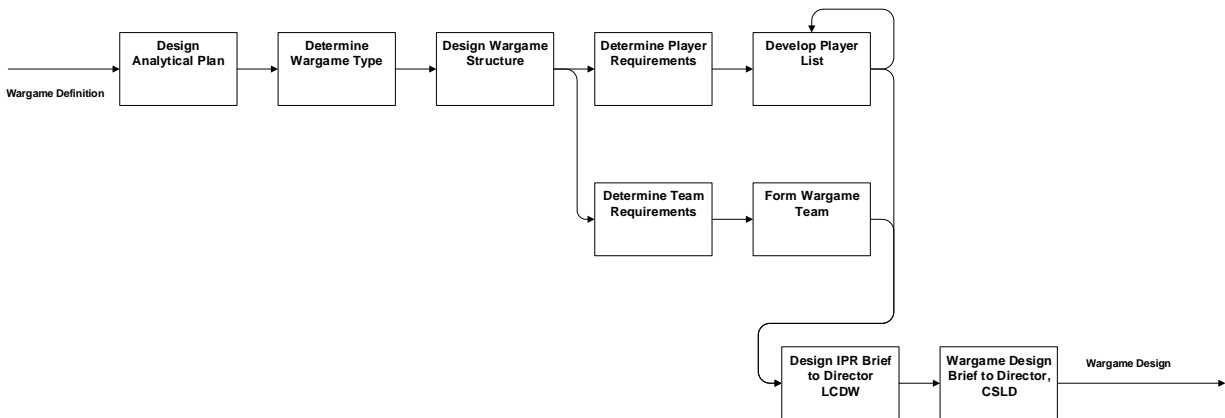 Design
Analytical Plan
Determine
Wargame Type
Design Wargame
Structure
Determine Player
Requirements
Develop Player
List
Wargame Definition
Determine Team
Requirements
Form Wargame
Team
Design IPR Brief
to Director
LCDW
Wargame Design
Brief to Director,
CSLD
Wargame Design